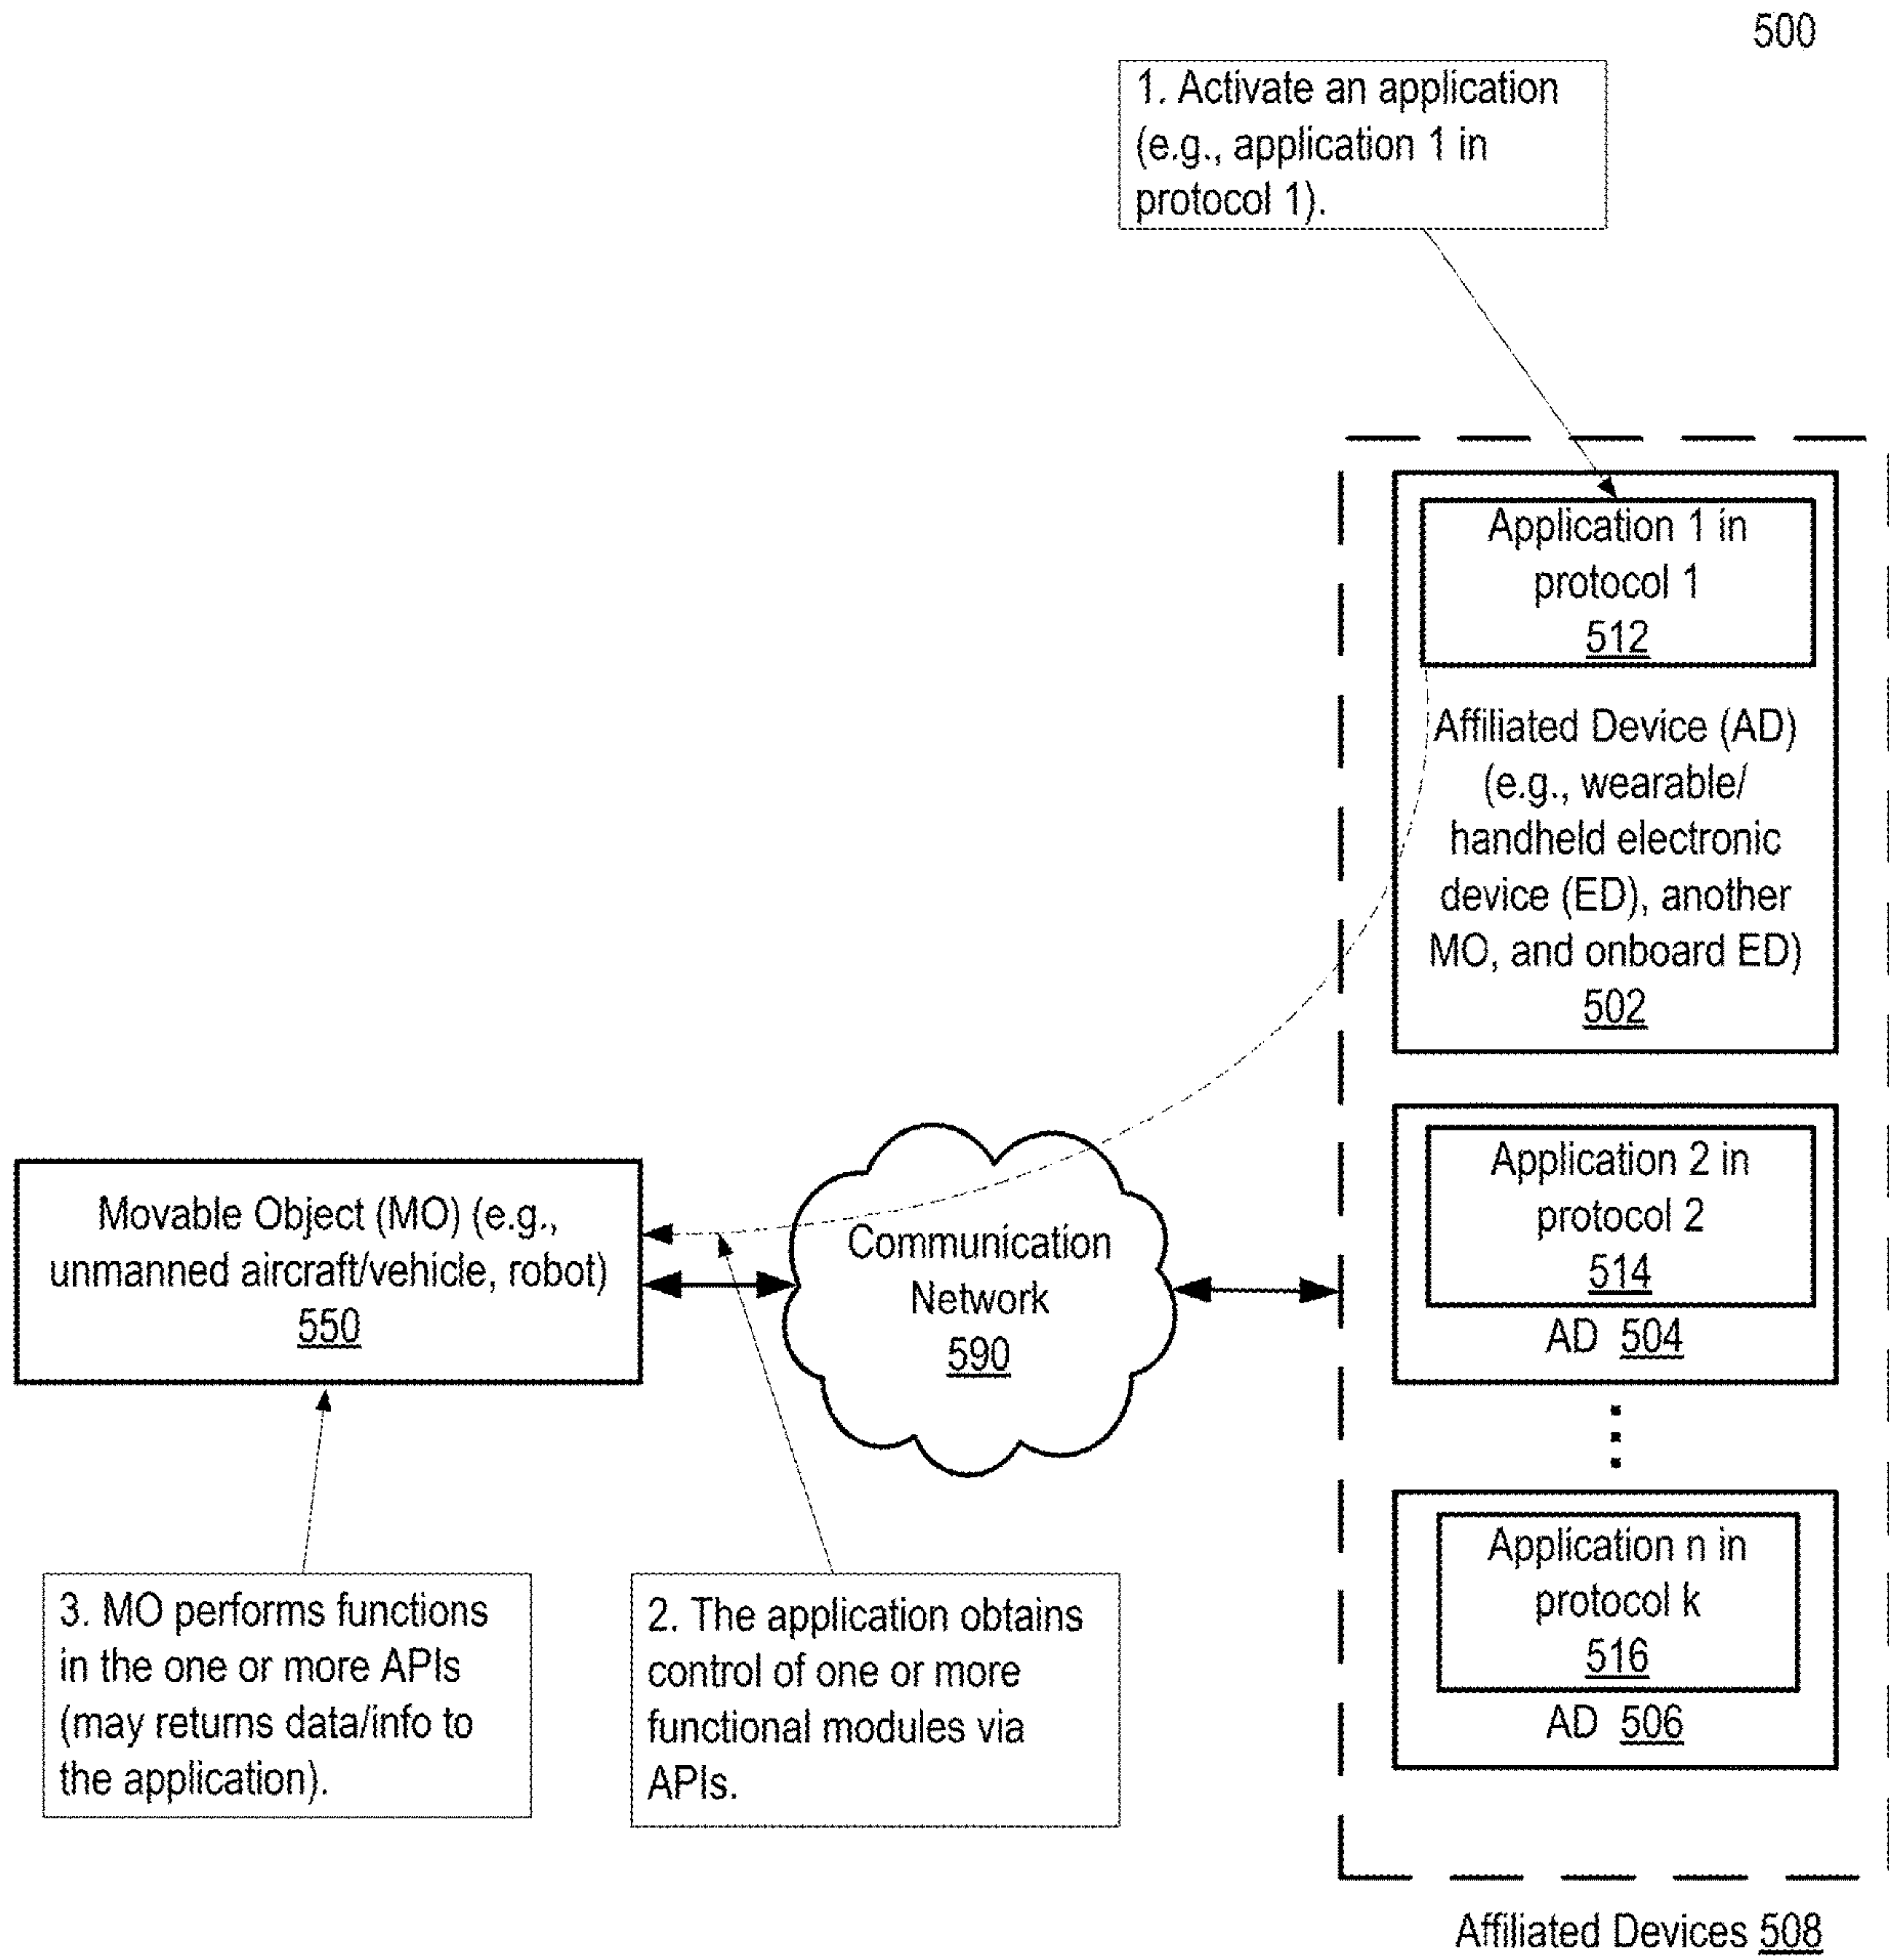 500
1. Activate an application
(e.g., application 1 in
protocol 1).
Application 1 in
protocol 1
512
Affiliated Device (AD)
(e.g., wearable/
handheld electronic
device (ED), another
MO, and onboard ED)
502
Application 2 in
protocol 2
514
AD 504
Application n in
protocol k
516
AD 506
Affiliated Devices 508
Communication
Network
590
Movable Object (MO) (e.g.,
unmanned aircraft/vehicle, robot)
550
3. MO performs functions
in the one or more APIs
(may returns data/info to
the application).
2. The application obtains
control of one or more
functional modules via
APIs.